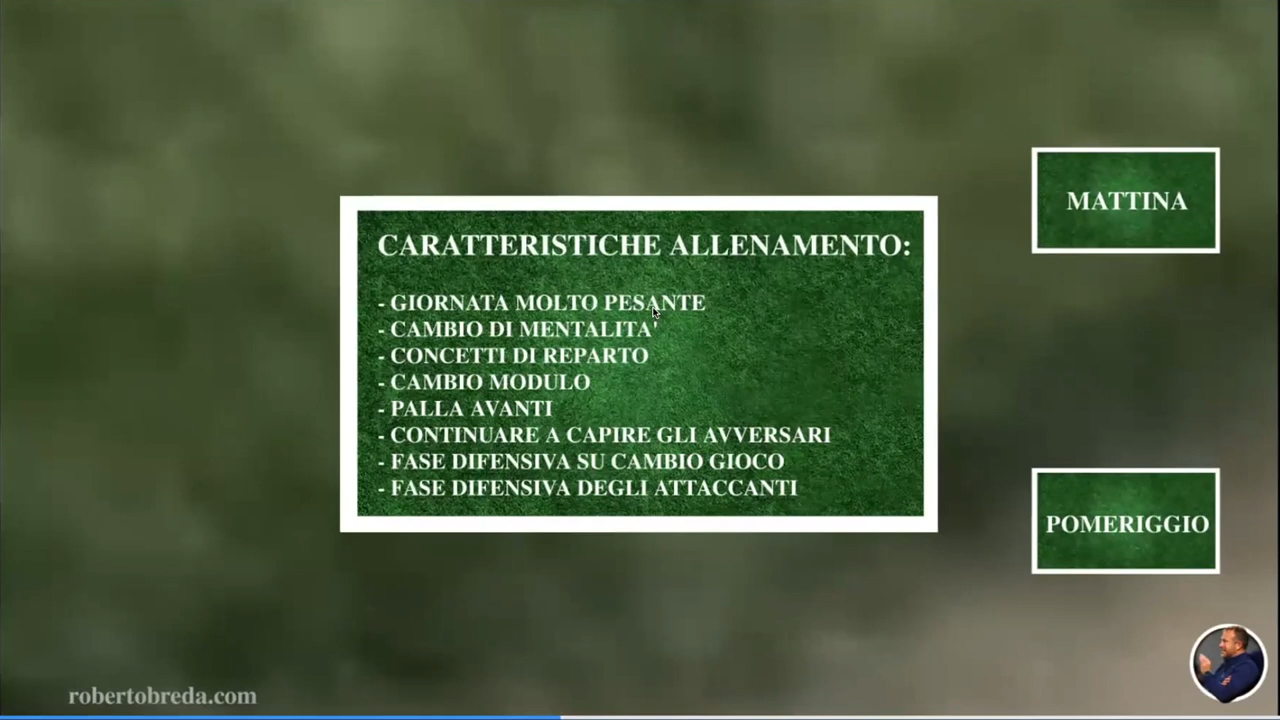 CARATTERISTICHE ALLENAMENTO:
- GIORNATA MOLTO PESANTE
- CAMBIO DI MENTALITA'
- CONCETTI DI REPARTO
- CAMBIO MODULO
- PALLA AVANTI
- CONTINUARE A CAPIRE GLI AVVERSARI
- FASE DIFENSIVA SU CAMBIO GIOCO
- FASE DIFENSIVA DEGLI ATTACCANTI
MATTINA
POMERIGGIO
robertobreda.com